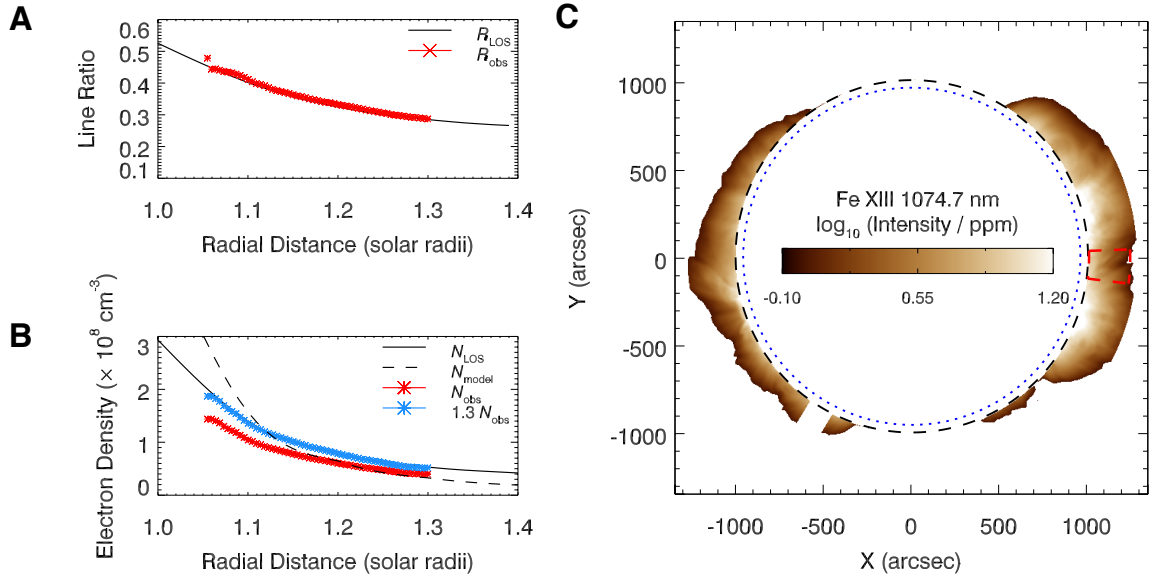 A
0.6
0.5
0.4
0.3
0.2
0.1
Line Ratio
R_LOS
R_obs
1.0 1.1 1.2 1.3 1.4
Radial Distance (solar radii)
B
3
2
1
0
Electron Density (× 10⁸ cm⁻³)
N_LOS
N_model
N_obs
1.3 N_obs
1.0 1.1 1.2 1.3 1.4
Radial Distance (solar radii)
C
1000
500
0
-500
-1000
Y (arcsec)
Fe XIII 1074.7 nm
log₁₀ (Intensity / ppm)
-0.10 0.55 1.20
-1000 -500 0 500 1000
X (arcsec)